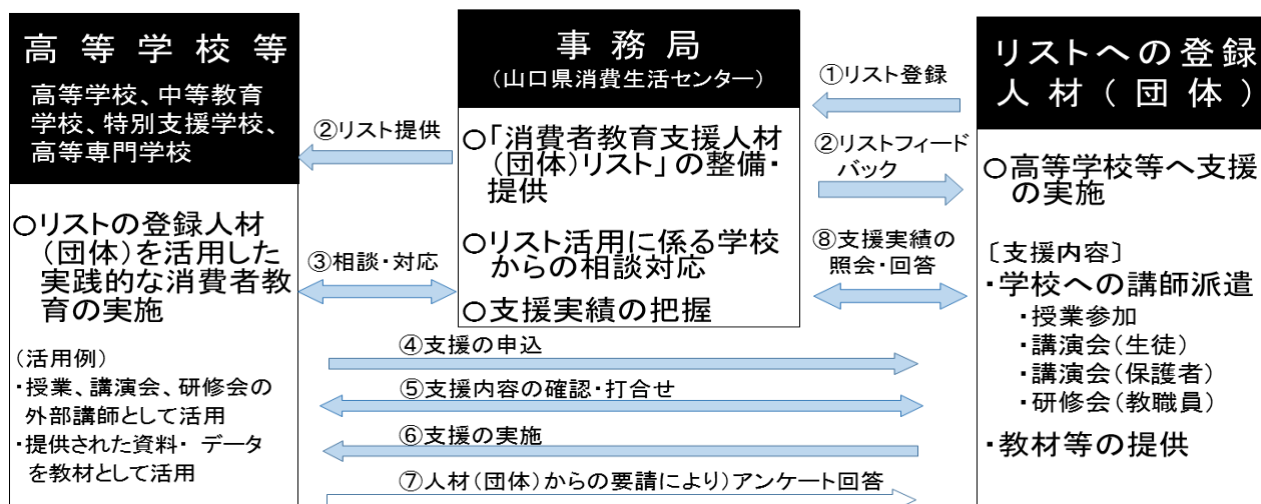 高等学校等
高等学校、中等教育
学校、特別支援学校、
高等専門学校
○リストの登録人材
(団体)を活用した
実践的な消費者教
育の実施
(活用例)
・授業、講演会、研修会の
外部講師として活用
・提供された資料・ データ
を教材として活用
②リスト提供
③相談・対応
事務局
(山口県消費生活センター)
○「消費者教育支援人材
(団体)リスト」の整備・
提供
○リスト活用に係る学校
からの相談対応
○支援実績の把握
①リスト登録
②リストフィード
バック
⑧支援実績の
照会・回答
リストへの登録
人材(団体)
○高等学校等へ支援
の実施
〔支援内容〕
・学校への講師派遣
・授業参加
・講演会(生徒)
・講演会(保護者)
・研修会(教職員)
・教材等の提供
④支援の申込
⑤支援内容の確認・打合せ
⑥支援の実施
⑦人材(団体)からの要請により)アンケート回答